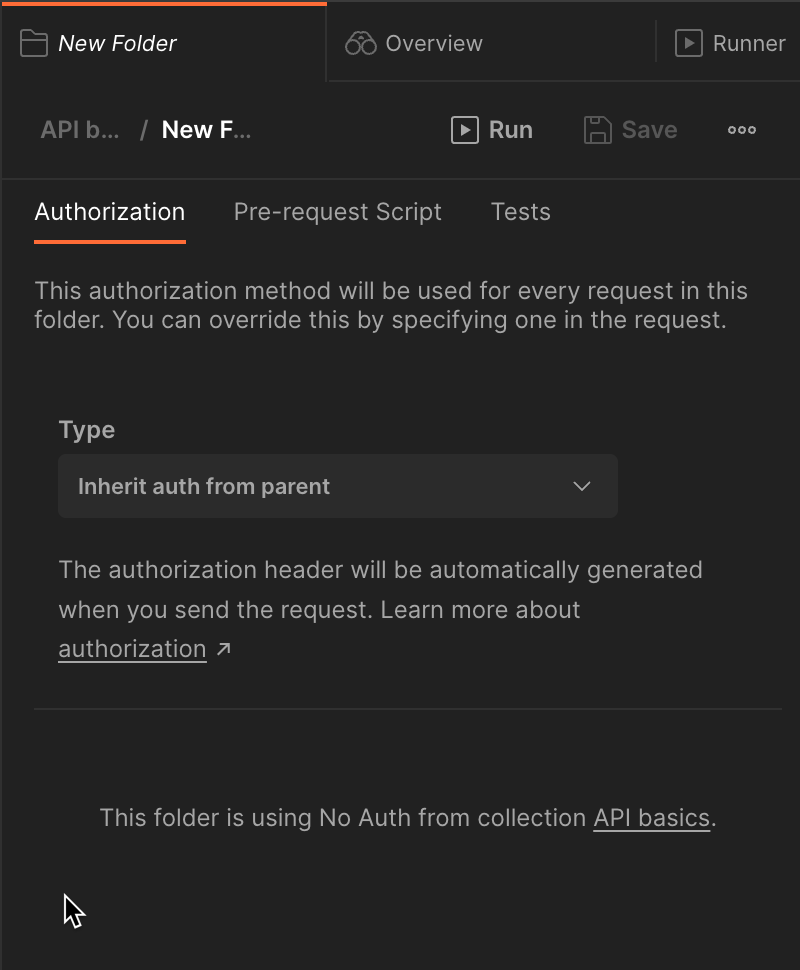 New Folder Overview Runner
API b... / New F... Run Save
Authorization Pre-request Script Tests
This authorization method will be used for every request in this
folder. You can override this by specifying one in the request.
Type
Inherit auth from parent
The authorization header will be automatically generated
when you send the request. Learn more about
authorization ↗
This folder is using No Auth from collection API basics.